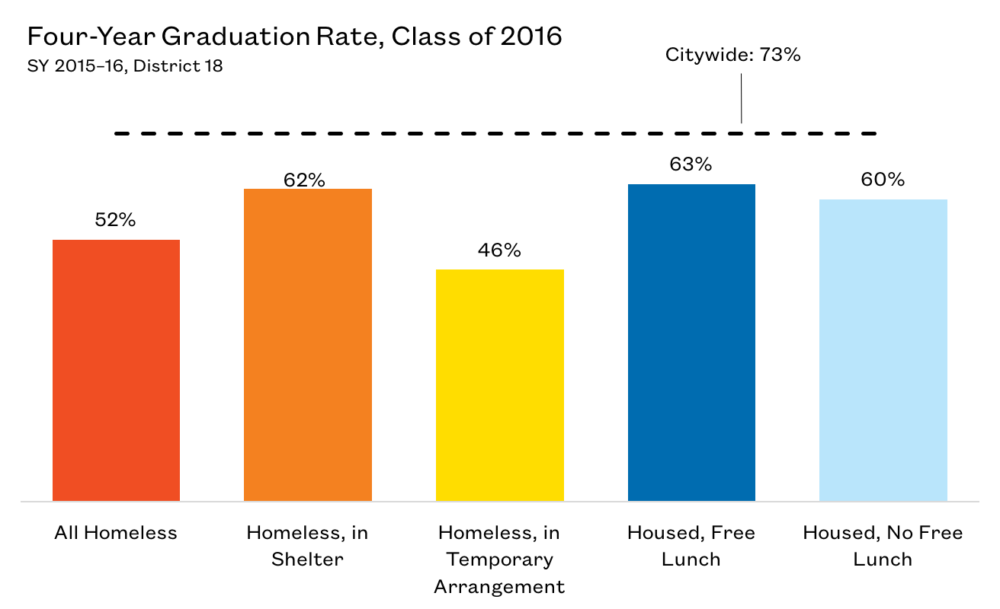 Four-Year Graduation Rate, Class of 2016
SY 2015–16, District 18
Citywide: 73%
52%
62%
46%
63%
60%
All Homeless
Homeless, in
Shelter
Homeless, in
Temporary
Arrangement
Housed, Free
Lunch
Housed, No Free
Lunch